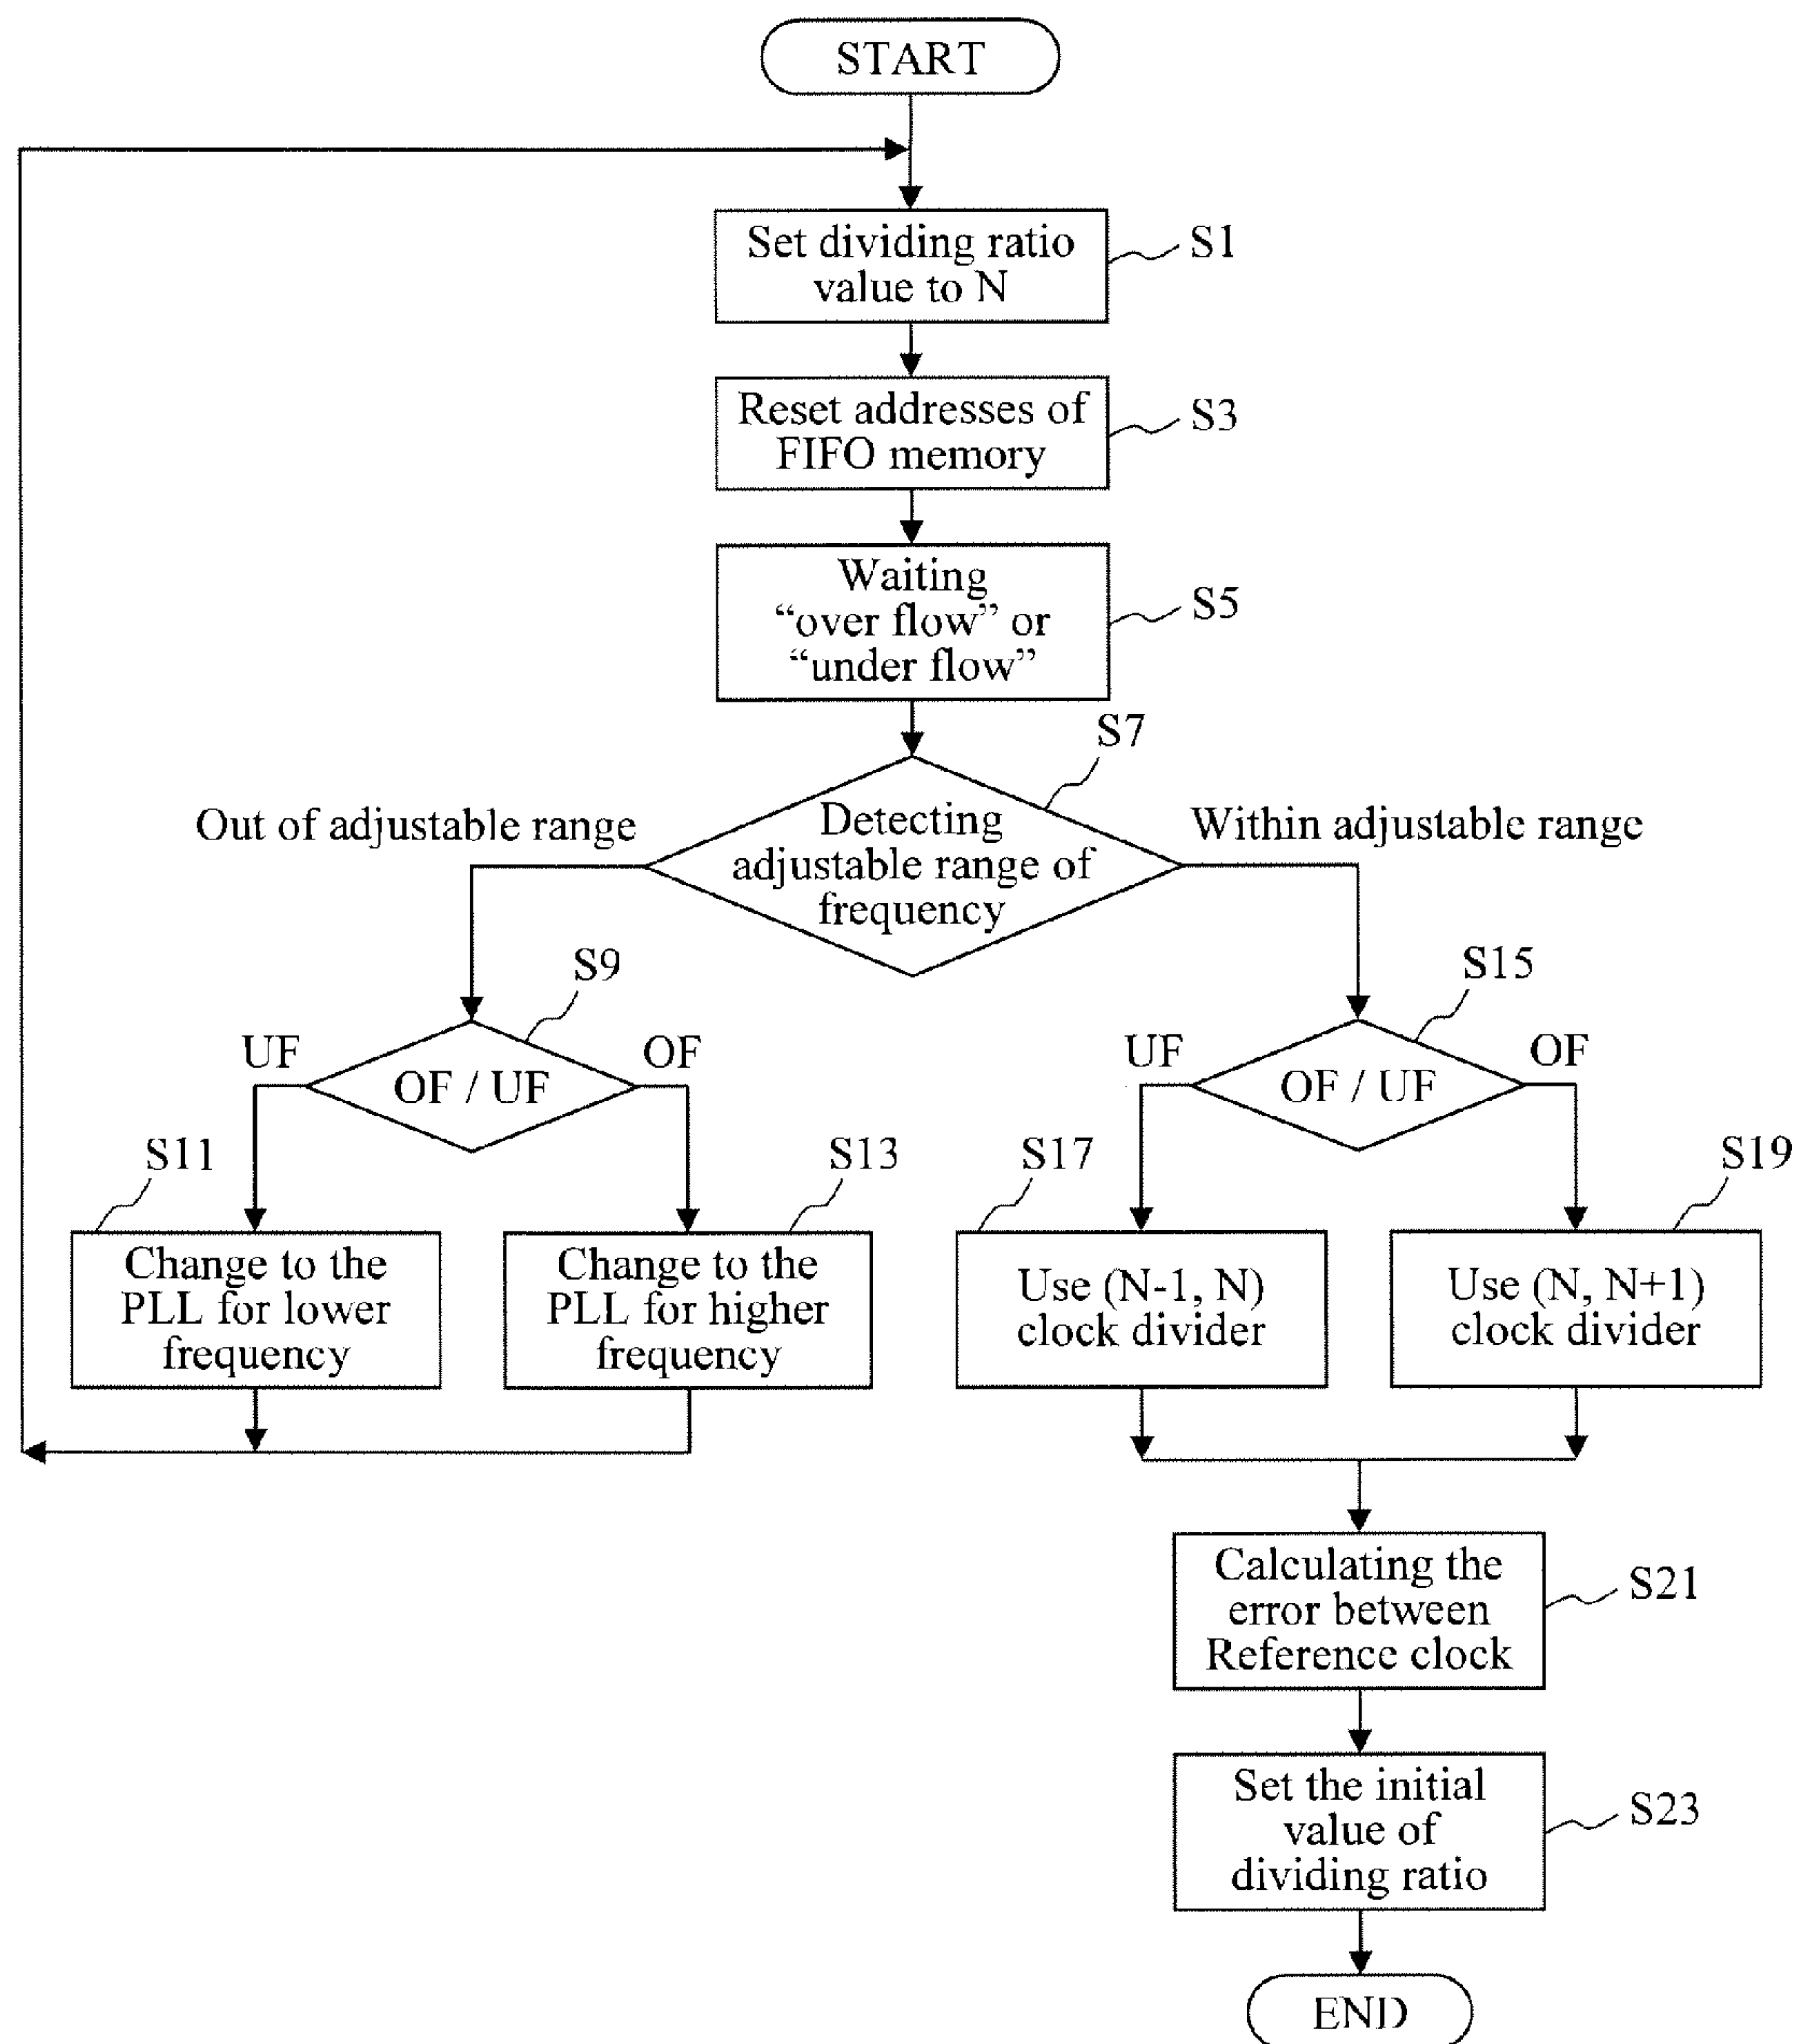 START
Set dividing ratio
value to N
S1
Reset addresses of
FIFO memory
S3
Waiting
“over flow” or
“under flow”
S5
S7
Out of adjustable range
Detecting
adjustable range of
frequency
Within adjustable range
S9
UF
OF / UF
OF
S15
UF
OF / UF
OF
S11
Change to the
PLL for lower
frequency
S13
Change to the
PLL for higher
frequency
S17
Use (N-1, N)
clock divider
S19
Use (N, N+1)
clock divider
Calculating the
error between
Reference clock
S21
Set the initial
value of
dividing ratio
S23
END